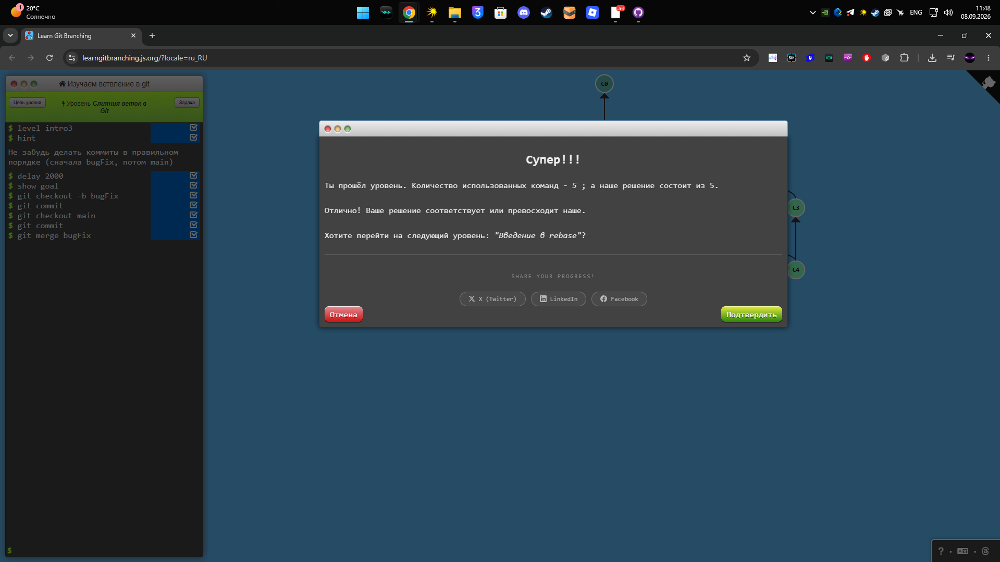 1
20°C
Солнечно
94
ENG
11:48
08.09.2026
Learn Git Branching
learngitbranching.js.org/?locale=ru_RU
Изучаем ветвление в git
Цель уровня
Уровень Слияния веток в
Git
Задача
$ level intro3
$ hint
Не забудь делать коммиты в правильном
порядке (сначала bugFix, потом main)
$ delay 2000
$ show goal
$ git checkout -b bugFix
$ git commit
$ git checkout main
$ git commit
$ git merge bugFix
$
C0
Супер!!!
Ты прошёл уровень. Количество использованных команд - 5 ; а наше решение состоит из 5.
Отлично! Ваше решение соответствует или превосходит наше.
Хотите перейти на следующий уровень: "Введение в rebase"?
SHARE YOUR PROGRESS!
X (Twitter)
LinkedIn
Facebook
Отмена
Подтвердить
C3
C4
?